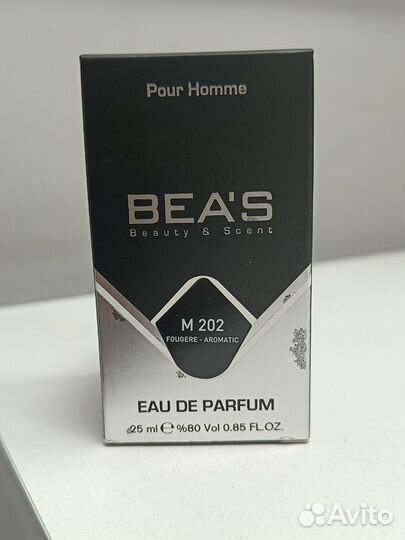 Pour Homme
BEA'S
Beauty & Scent
M 202
FOUGERE - AROMATIC
EAU DE PARFUM
25 ml ℮ %80 Vol 0.85 FL.OZ.
Avito